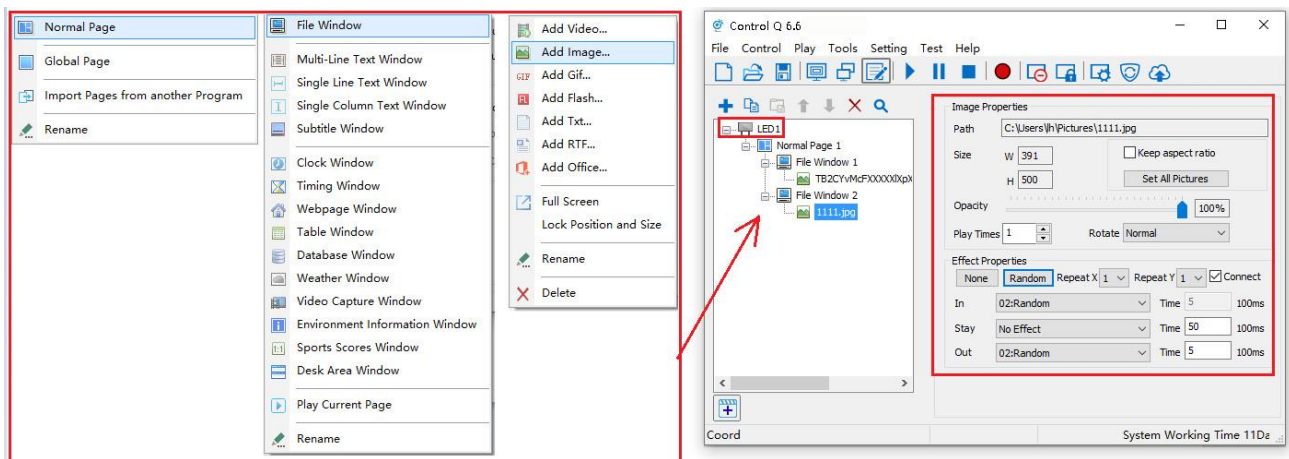 Normal Page
Global Page
Import Pages from another Program
Rename
File Window
Multi-Line Text Window
Single Line Text Window
Single Column Text Window
Subtitle Window
Clock Window
Timing Window
Webpage Window
Table Window
Database Window
Weather Window
Video Capture Window
Environment Information Window
Sports Scores Window
Desk Area Window
Play Current Page
Rename
Add Video...
Add Image...
GIF Add Gif...
Add Flash...
Add Txt...
Add RTF...
Add Office...
Full Screen
Lock Position and Size
Rename
Delete
Control Q 6.6
File Control Play Tools Setting Test Help
LED1
Normal Page 1
File Window 1
File Window 2
1111.jpg
Image Properties
Path C:\Users\lh\Pictures\1111.jpg
Size W 391 Keep aspect ratio
H 500 Set All Pictures
Opacity 100%
Play Times 1 Rotate Normal
Effect Properties
None Random Repeat X 1 Repeat Y 1 Connect
In 02:Random Time 5 100ms
Stay No Effect Time 50 100ms
Out 02:Random Time 5 100ms
Coord System Working Time 11Da